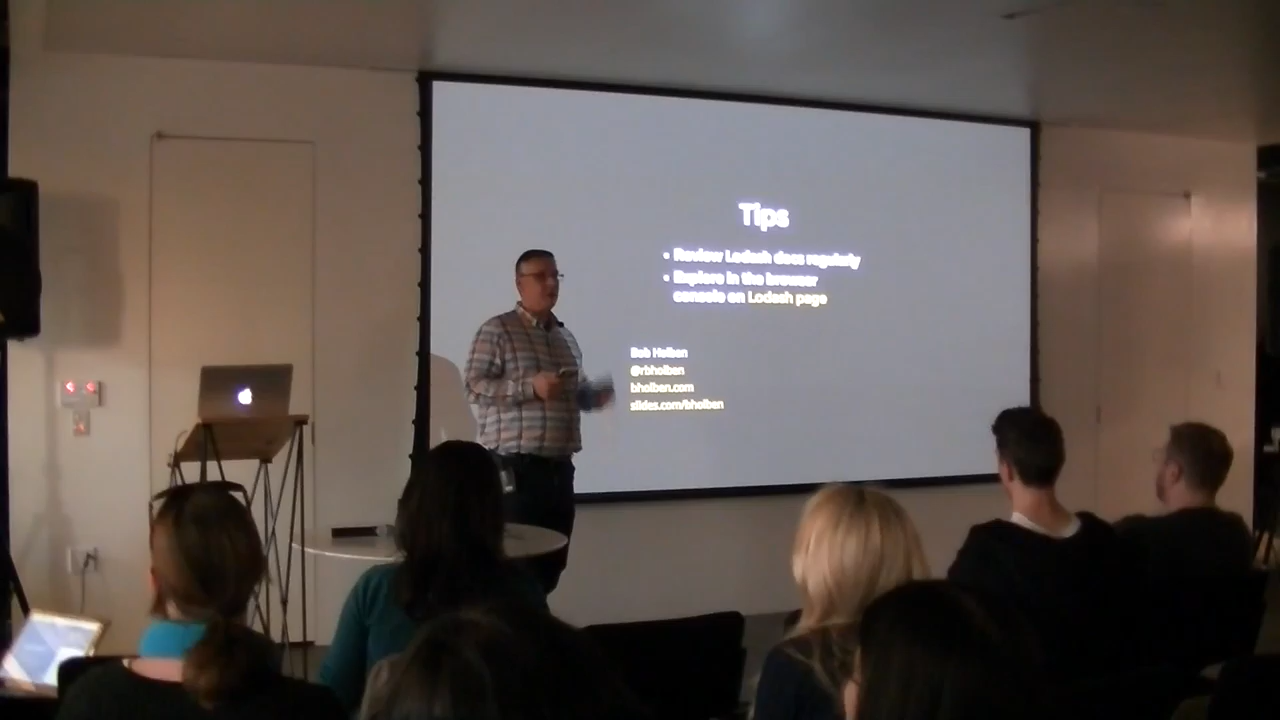 Tips
• Review Lodash docs regularly
• Explore in the browser
console on Lodash page
Bob Holben
@rbholben
bholben.com
slides.com/bholben